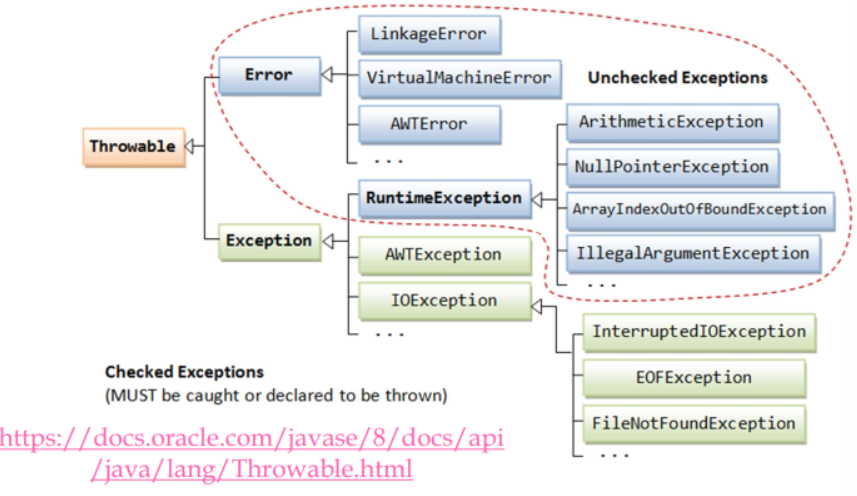 LinkageError
Error
VirtualMachineError
Unchecked Exceptions
AWTError
ArithmeticException
Throwable
...
NullPointerException
RuntimeException
ArrayIndexOutOfBoundException
Exception
AWTException
IllegalArgumentException
...
IOException
...
InterruptedIOException
Checked Exceptions
EOFException
(MUST be caught or declared to be thrown)
FileNotFoundException
...
https://docs.oracle.com/javase/8/docs/api
/java/lang/Throwable.html